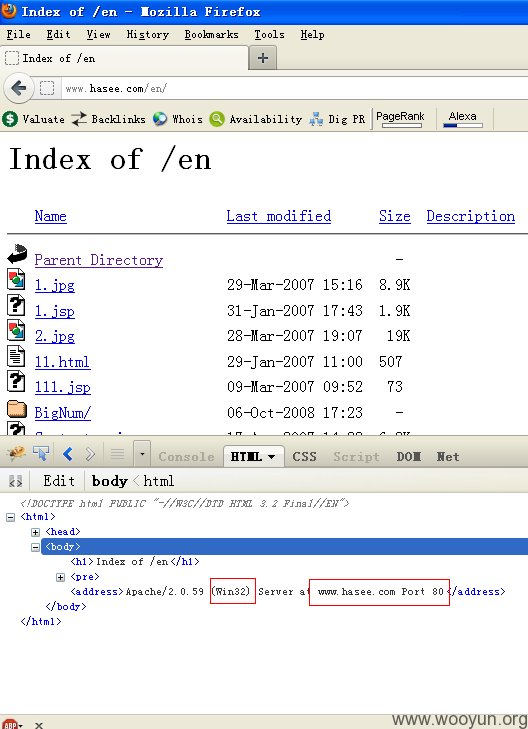 Index of /en - Mozilla Firefox
File Edit View History Bookmarks Tools Help
Index of /en
www.hasee.com/en/
Valuate Backlinks Whois Availability Dig PR PageRank Alexa
Index of /en
Name Last modified Size Description
Parent Directory -
1.jpg 29-Mar-2007 15:16 8.9K
1.jsp 31-Jan-2007 17:43 1.9K
2.jpg 28-Mar-2007 19:07 19K
11.html 29-Jan-2007 11:00 507
111.jsp 09-Mar-2007 09:52 73
BigNum/ 06-Oct-2008 17:23 -
Console HTML CSS Script DOM Net
Edit body < html
<!DOCTYPE html PUBLIC "-//W3C//DTD HTML 3.2 Final//EN">
<html>
<head>
<body>
<h1>Index of /en</h1>
<pre>
<address>Apache/2.0.59 (Win32) Server at www.hasee.com Port 80</address>
</body>
</html>
www.wooyun.org
ABP